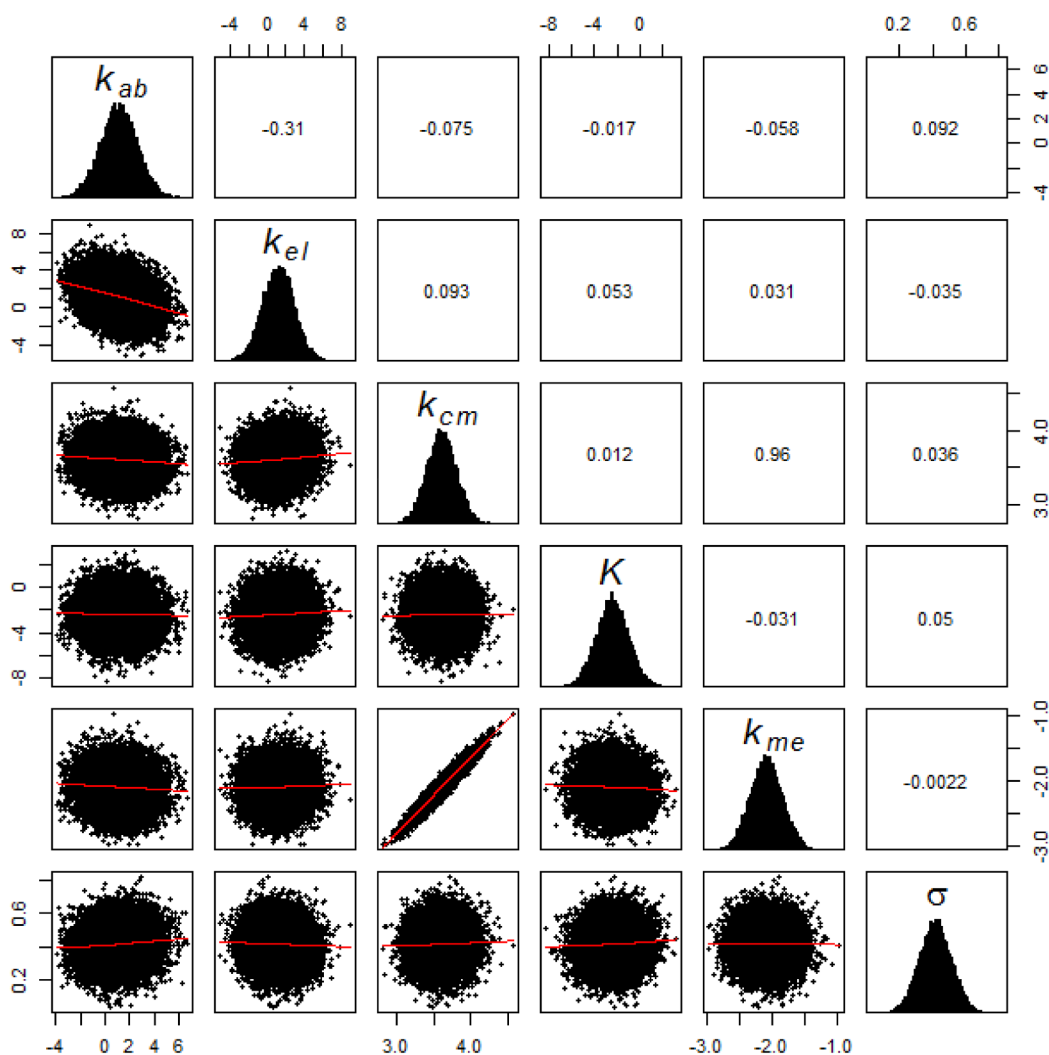 -4 0 4 8 -8 -4 0 0.2 0.6
k_ab -0.31 -0.075 -0.017 -0.058 0.092 -4 0 2 4 6
8 4 0 -4 k_el 0.093 0.053 0.031 -0.035
k_cm 0.012 0.96 0.036 3.0 4.0
0 -4 -8 K -0.031 0.05
k_me -0.0022 -3.0 -2.0 -1.0
0.6 0.2 σ
-4 0 2 4 6 3.0 4.0 -3.0 -2.0 -1.0